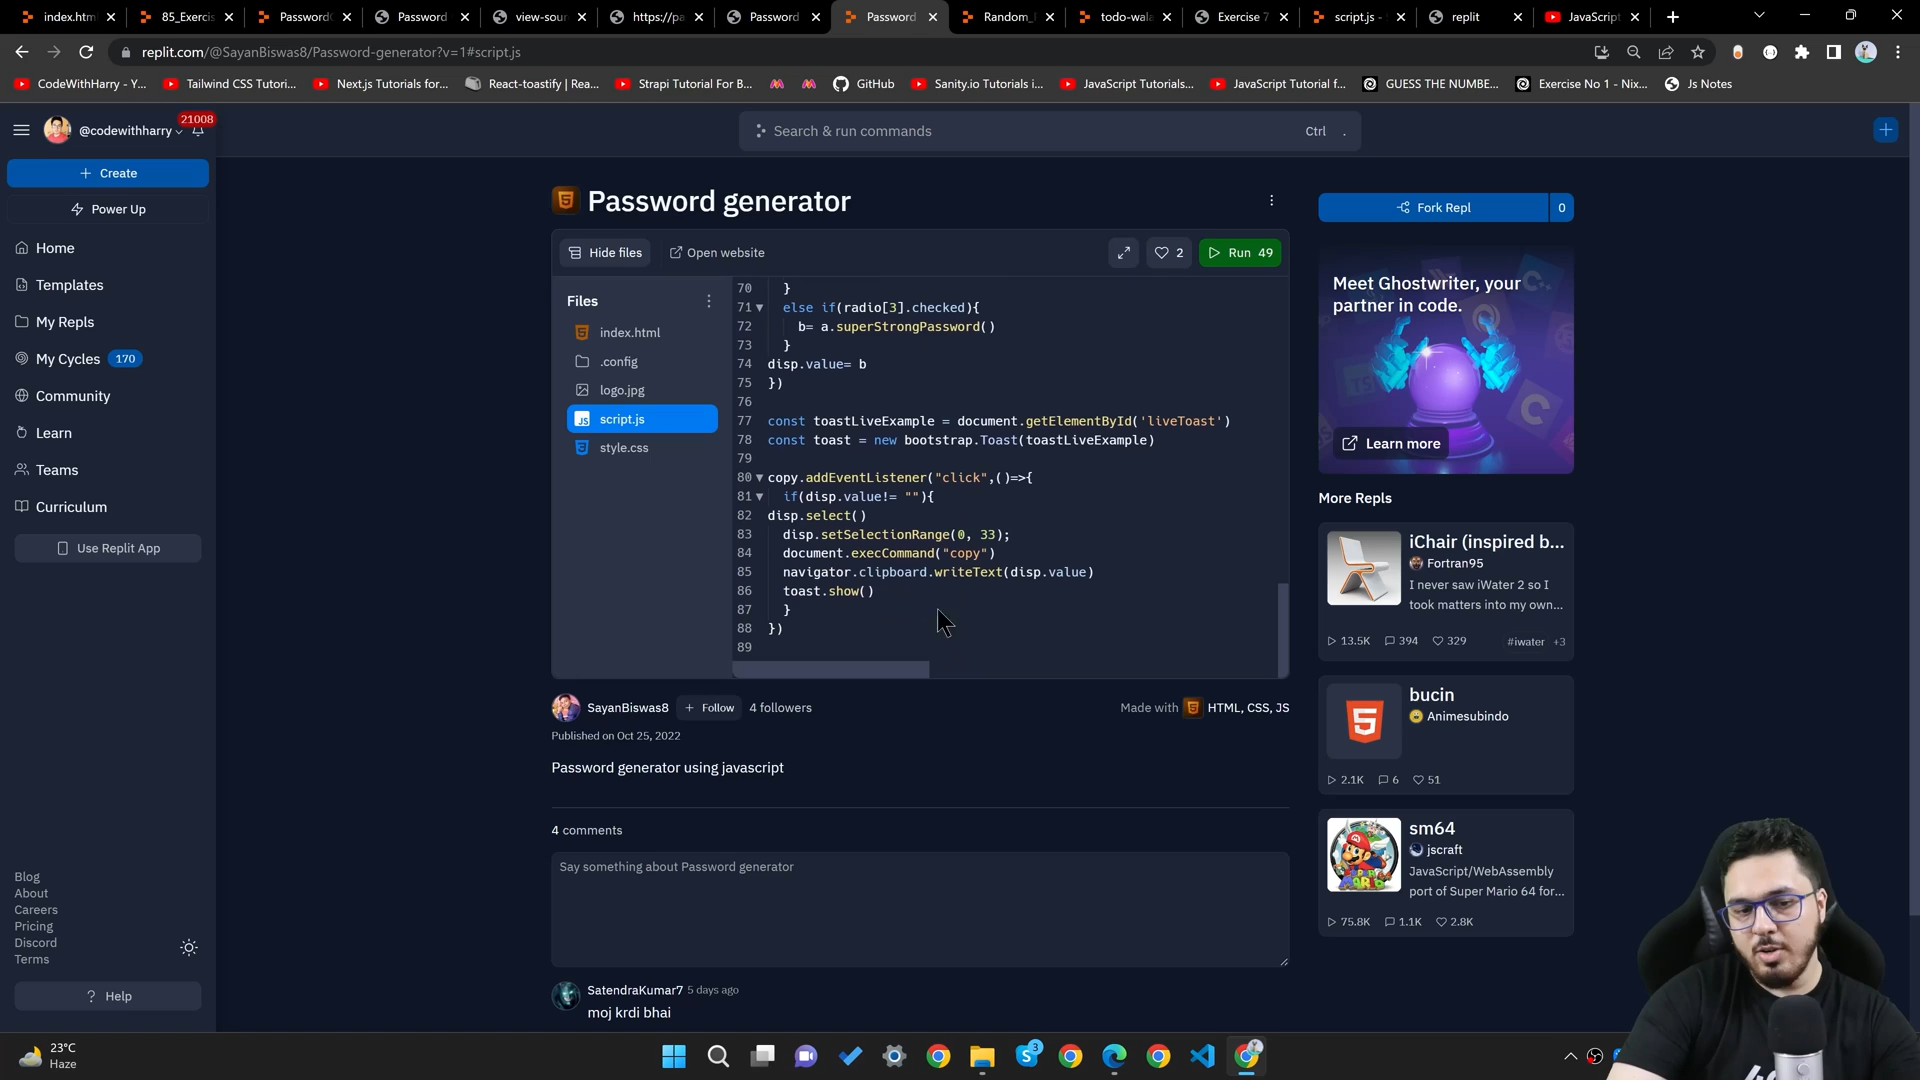 index.htm
85_Exercis
Password
Password
view-sour
https://pa
Password
Password
Random_
todo-wala
Exercise 7
script.js -
replit
JavaScript
replit.com/@SayanBiswas8/Password-generator?v=1#script.js
CodeWithHarry - Y...
Tailwind CSS Tutori...
Next.js Tutorials for...
React-toastify | Rea...
Strapi Tutorial For B...
GitHub
Sanity.io Tutorials i...
JavaScript Tutorials...
JavaScript Tutorial f...
GUESS THE NUMBE...
Exercise No 1 - Nix...
Js Notes
21008
@codewithharry
Search & run commands
Ctrl .
+ Create
Power Up
Home
Templates
My Repls
My Cycles 170
Community
Learn
Teams
Curriculum
Use Replit App
Blog
About
Careers
Pricing
Discord
Terms
? Help
Password generator
Hide files
Open website
2
Run 49
Files
index.html
.config
logo.jpg
JS script.js
style.css
70 }
71 else if(radio[3].checked){
72 b= a.superStrongPassword()
73 }
74 disp.value= b
75 })
76
77 const toastLiveExample = document.getElementById('liveToast')
78 const toast = new bootstrap.Toast(toastLiveExample)
79
80 copy.addEventListener("click",()=>{
81 if(disp.value!= ""){
82 disp.select()
83 disp.setSelectionRange(0, 33);
84 document.execCommand("copy")
85 navigator.clipboard.writeText(disp.value)
86 toast.show()
87 }
88 })
89
SayanBiswas8 + Follow 4 followers
Made with HTML, CSS, JS
Published on Oct 25, 2022
Password generator using javascript
4 comments
Say something about Password generator
SatendraKumar7 5 days ago
moj krdi bhai
Fork Repl 0
Meet Ghostwriter, your
partner in code.
Learn more
More Repls
iChair (inspired b...
Fortran95
I never saw iWater 2 so I
took matters into my own...
13.5K 394 329 #iwater +3
bucin
Animesubindo
2.1K 6 51
sm64
jscraft
JavaScript/WebAssembly
port of Super Mario 64 for...
75.8K 1.1K 2.8K
23°C
Haze
3